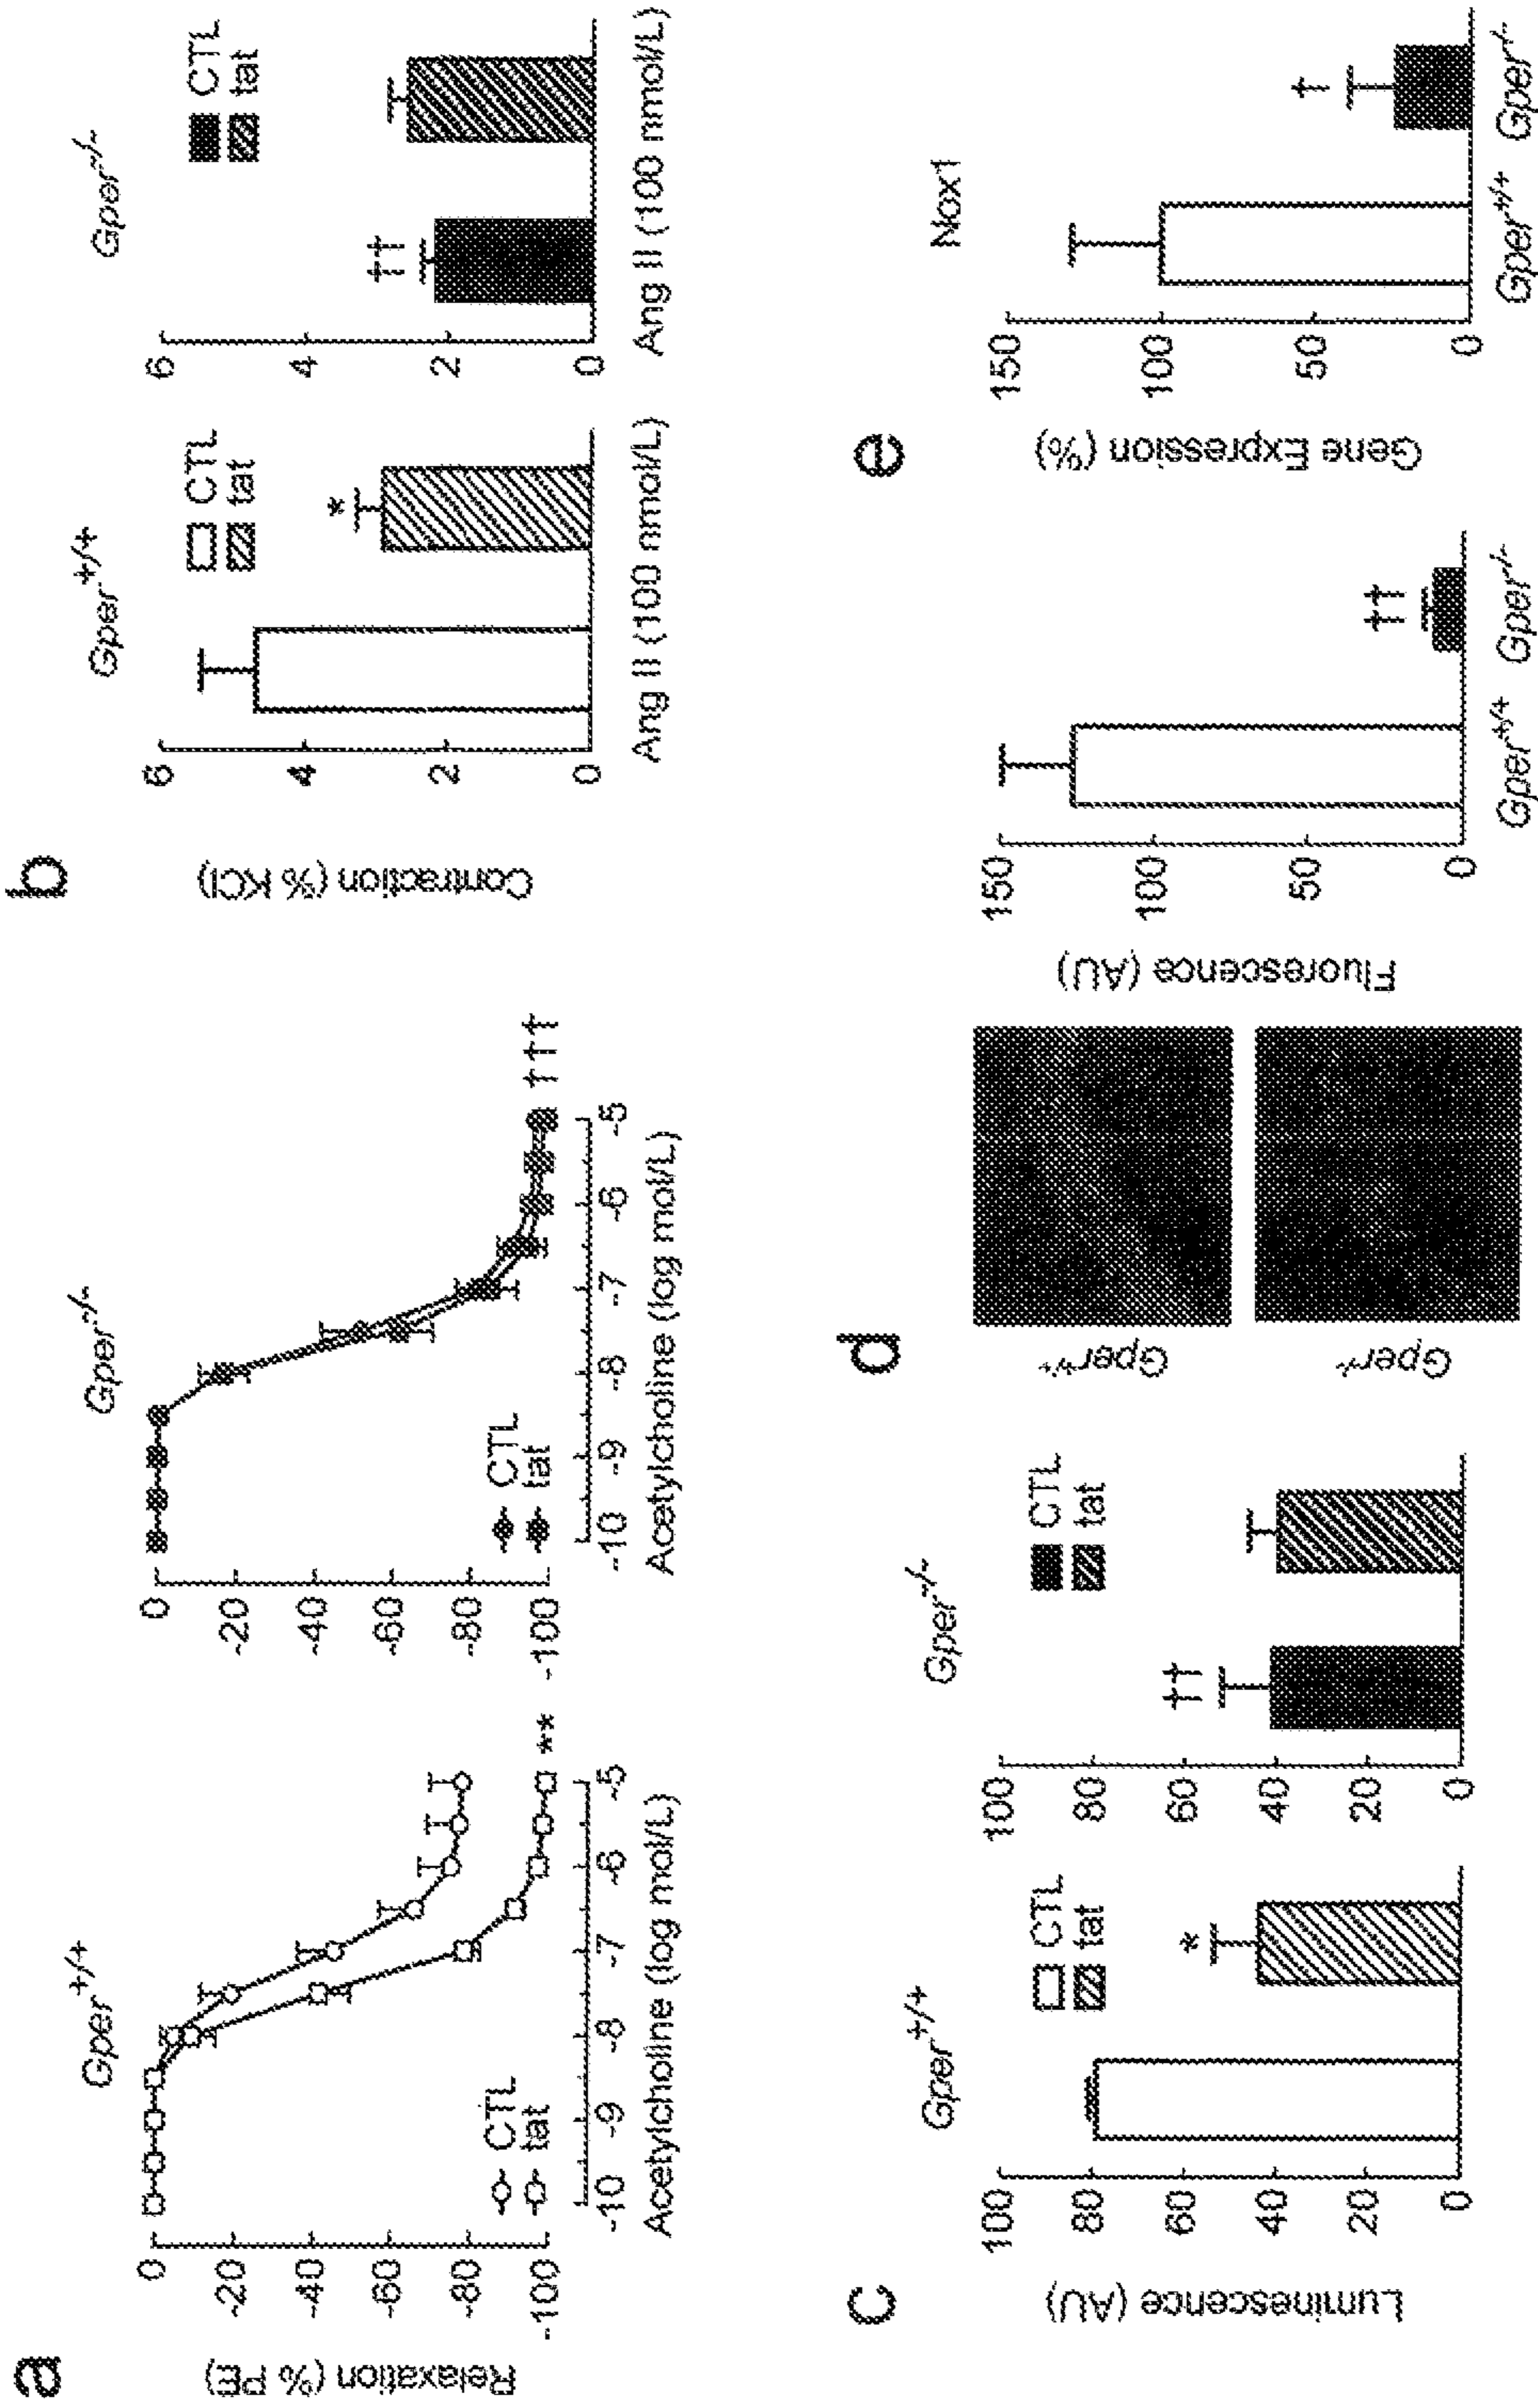 a
Gper+/+
Relaxation (% PE)
0
-20
-40
-60
-80
-100
CTL
tat
-10 -9 -8 -7 -6 -5
**
Acetylcholine (log mol/L)
Gper-/-
0
-20
-40
-60
-80
-100
CTL
tat
-10 -9 -8 -7 -6 -5
†††
Acetylcholine (log mol/L)
b
Gper+/+
Contraction (% KCl)
6
4
2
0
CTL
tat
*
Ang II (100 nmol/L)
Gper-/-
6
4
2
0
CTL
tat
††
Ang II (100 nmol/L)
c
Gper+/+
Luminescence (AU)
100
80
60
40
20
0
CTL
tat
*
Gper-/-
100
80
60
40
20
0
CTL
tat
††
d
Gper+/+
Gper-/-
Fluorescence (AU)
150
100
50
0
††
Gper+/+ Gper-/-
e
Nox1
Gene Expression (%)
150
100
50
0
†
Gper+/+ Gper-/-